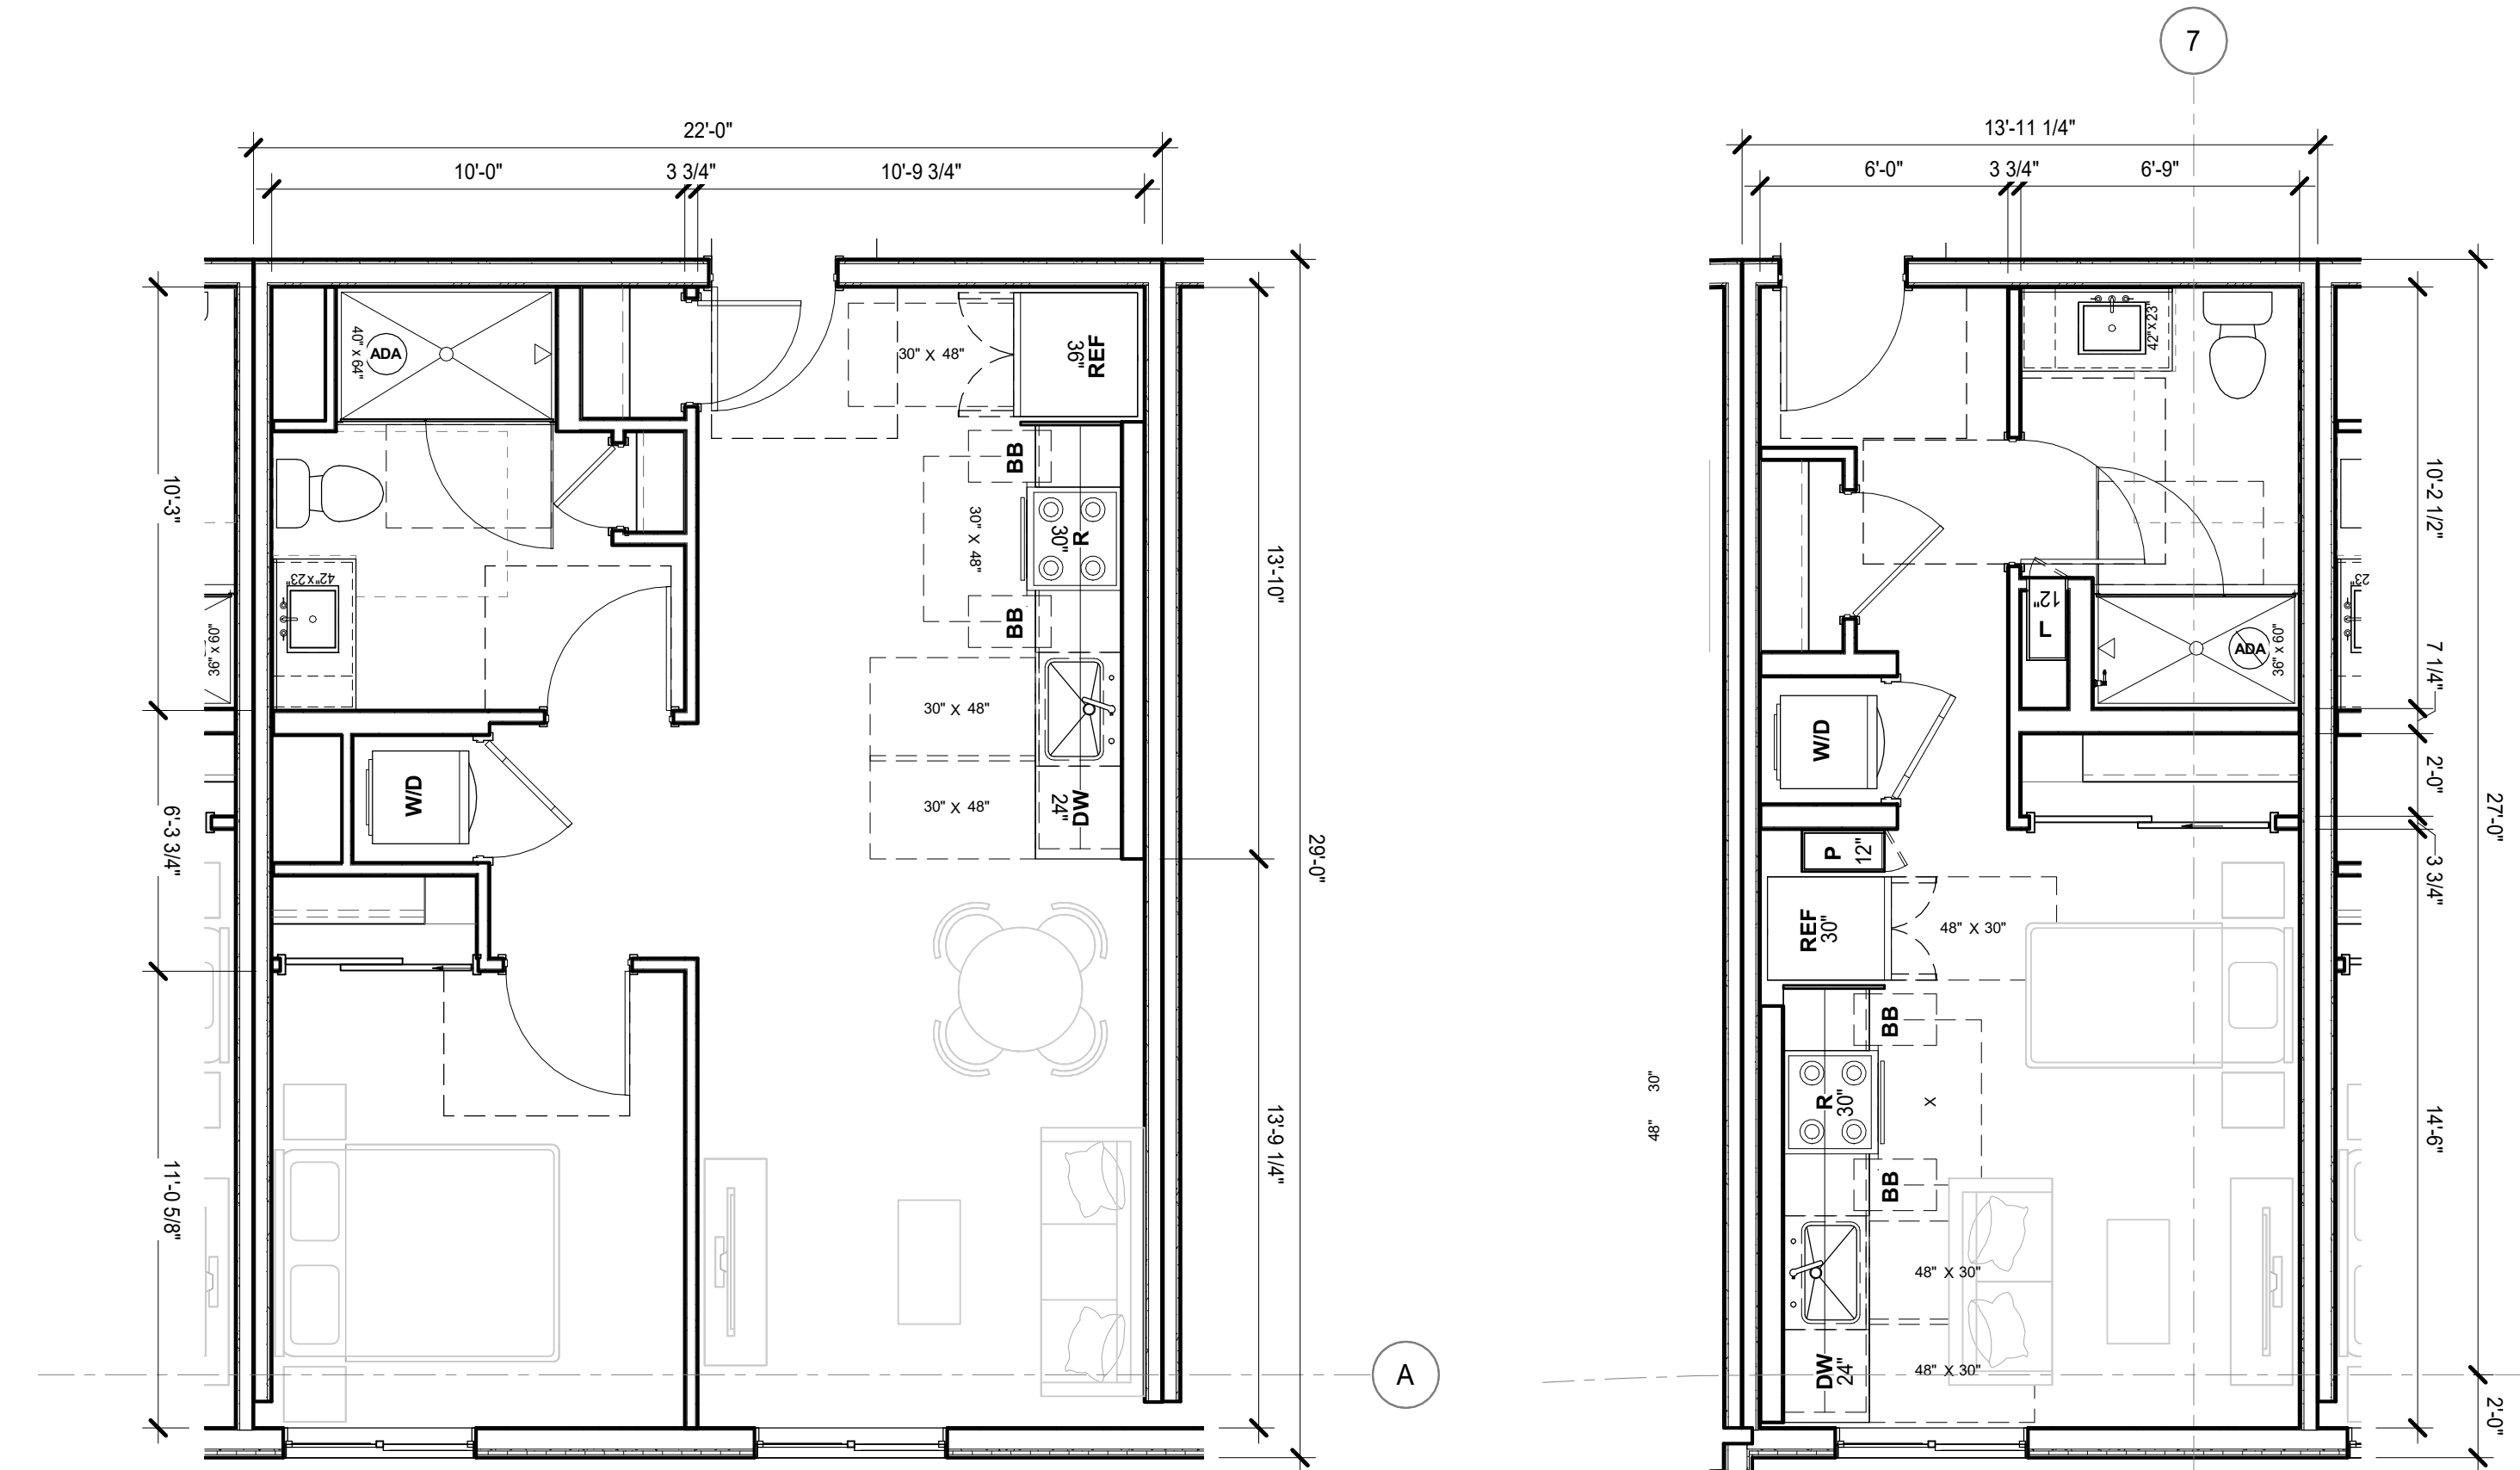 7
22'-0"
10'-0"
3 3/4"
10'-9 3/4"
13'-11 1/4"
6'-0"
3 3/4"
6'-9"
40" X 64"
ADA
30" X 48"
36"
REF
10'-3"
BB
30" X 48"
30"
R
BB
42"x23"
36" x 60"
13'-10"
30" X 48"
30" X 48"
24"
DW
W/D
6'-3 3/4"
29'-0"
11'-0 5/8"
13'-9 1/4"
A
42"x23"
10'-2 1/2"
12"
L
ADA
36" x 60"
23"
7 1/4"
W/D
2'-0"
27'-0"
P
12"
3 3/4"
REF
30"
48" X 30"
BB
R
30"
X
30"
48"
14'-6"
BB
48" X 30"
48" X 30"
DW
24"
2'-0"